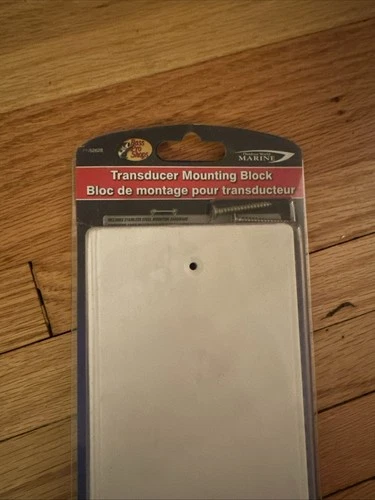 Bass Pro Shops
MARINE
Transducer Mounting Block
Bloc de montage pour transducteur